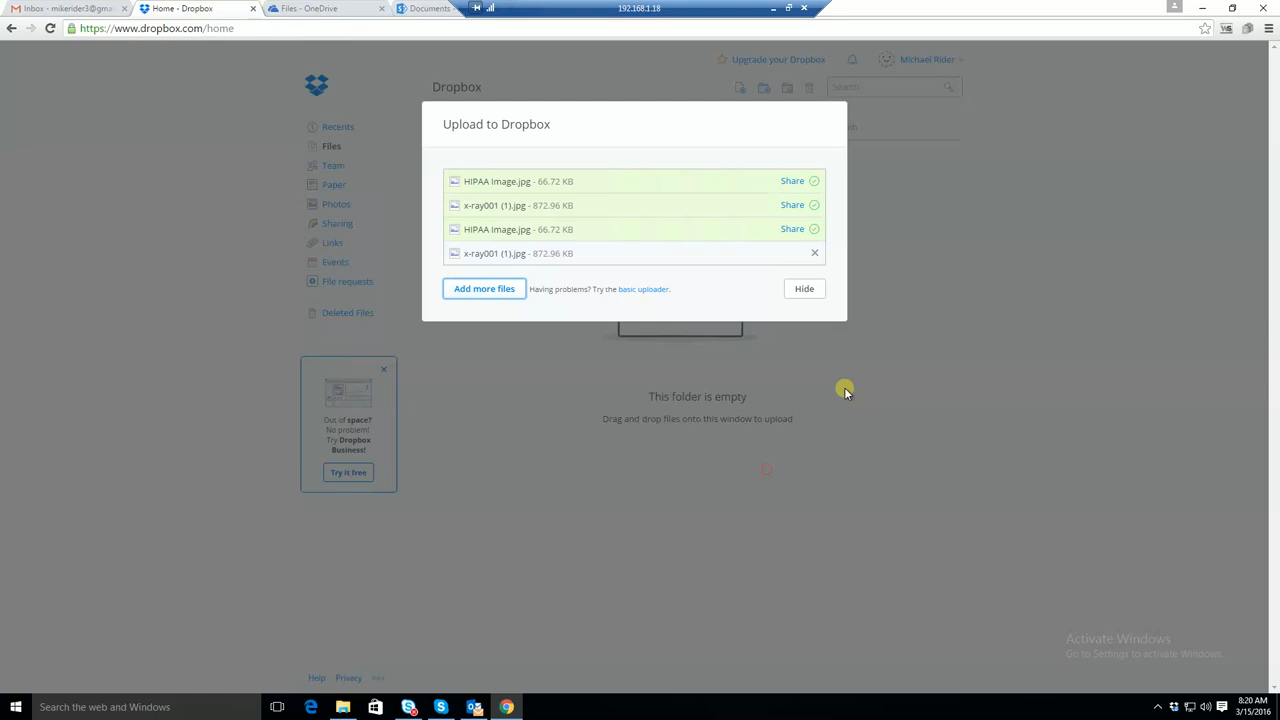 Inbox - mikerider3@gma
Home - Dropbox
Files - OneDrive
Documents
192.168.1.18
https://www.dropbox.com/home
Upgrade your Dropbox
Michael Rider
Dropbox
Search
Upload to Dropbox
Recents
Files
Team
Paper
Photos
Sharing
Links
Events
File requests
Deleted Files
HIPAA Image.jpg - 66.72 KB
Share
x-ray001 (1).jpg - 872.96 KB
Share
HIPAA Image.jpg - 66.72 KB
Share
x-ray001 (1).jpg - 872.96 KB
Add more files
Having problems? Try the basic uploader.
Hide
This folder is empty
Drag and drop files onto this window to upload
Out of space?
No problem!
Try Dropbox
Business!
Try it free
Activate Windows
Go to Settings to activate Windows.
Help
Privacy
Search the web and Windows
8:20 AM
3/15/2016